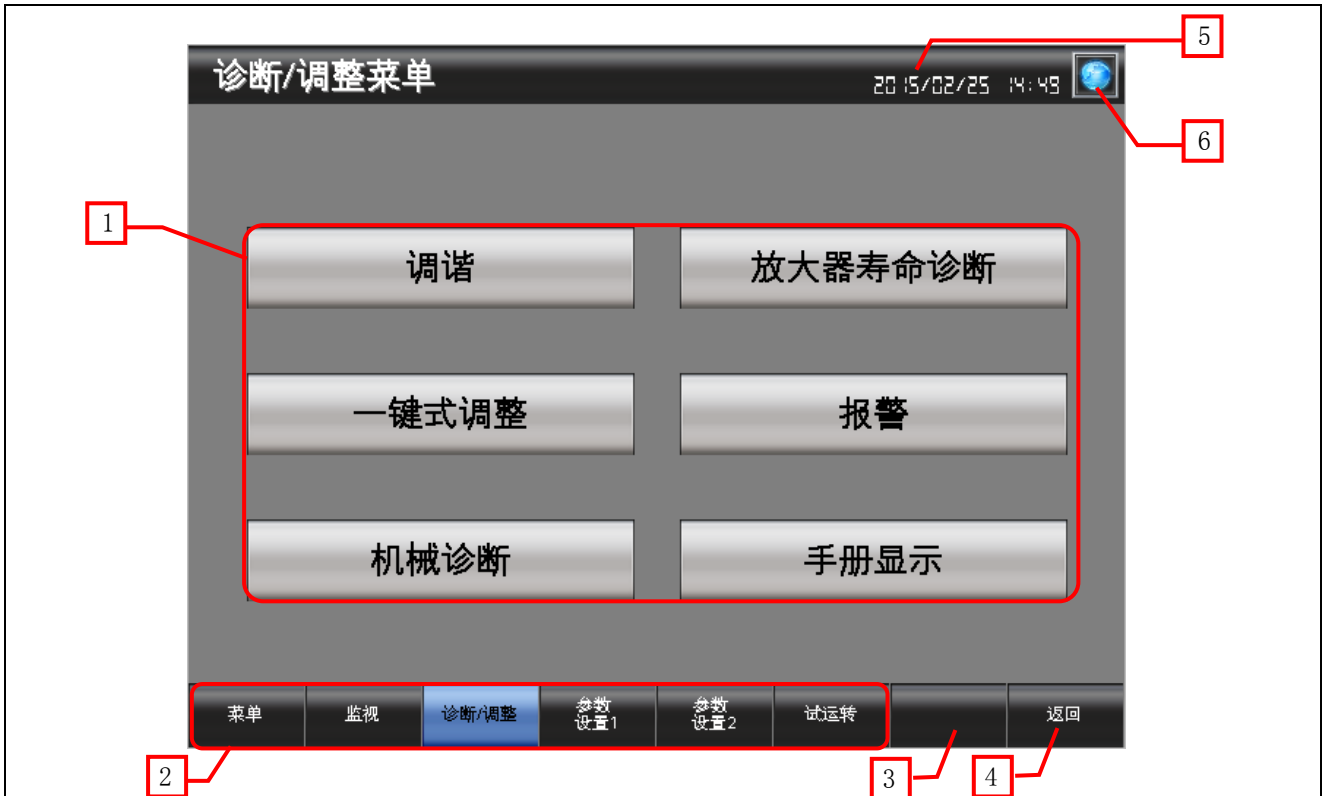 5
诊断/调整菜单
2015/02/25 14:49
6
1
调谐
放大器寿命诊断
一键式调整
报警
机械诊断
手册显示
菜单
监视
诊断/调整
参数
设置1
参数
设置2
试运转
返回
2
3
4